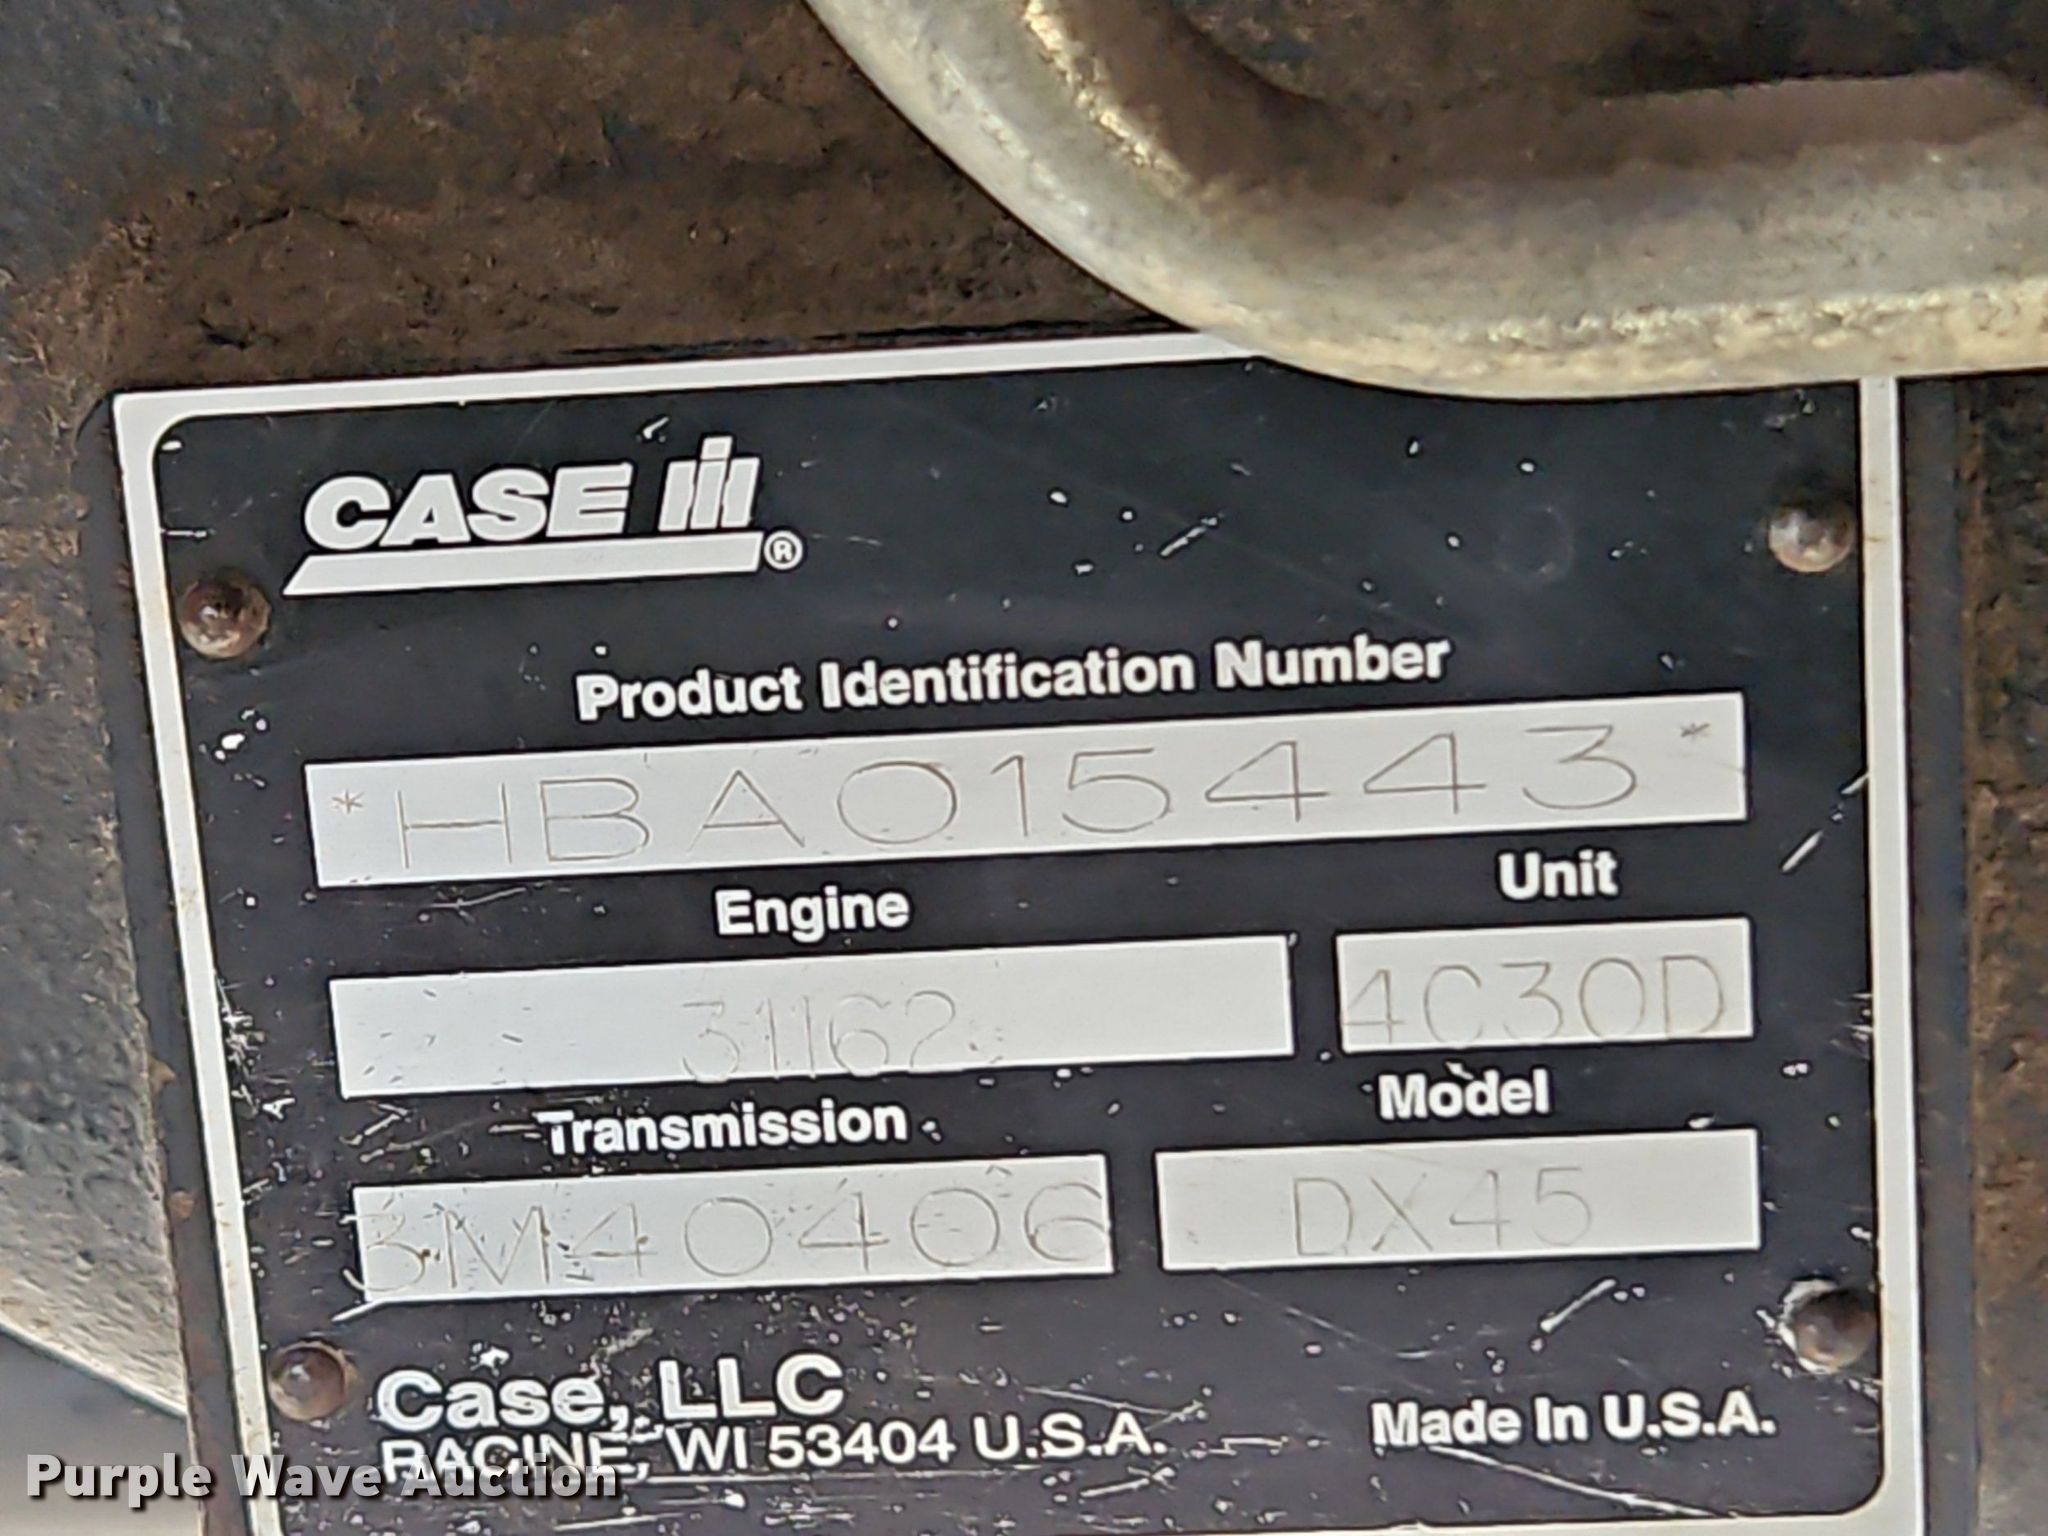 CASE IH ®
Product Identification Number
*HBA015443*
Engine
Unit
31162
4C30D
Transmission
Model
3M40406
DX45
Case, LLC
RACINE, WI 53404 U.S.A.
Made In U.S.A.
Purple Wave Auction